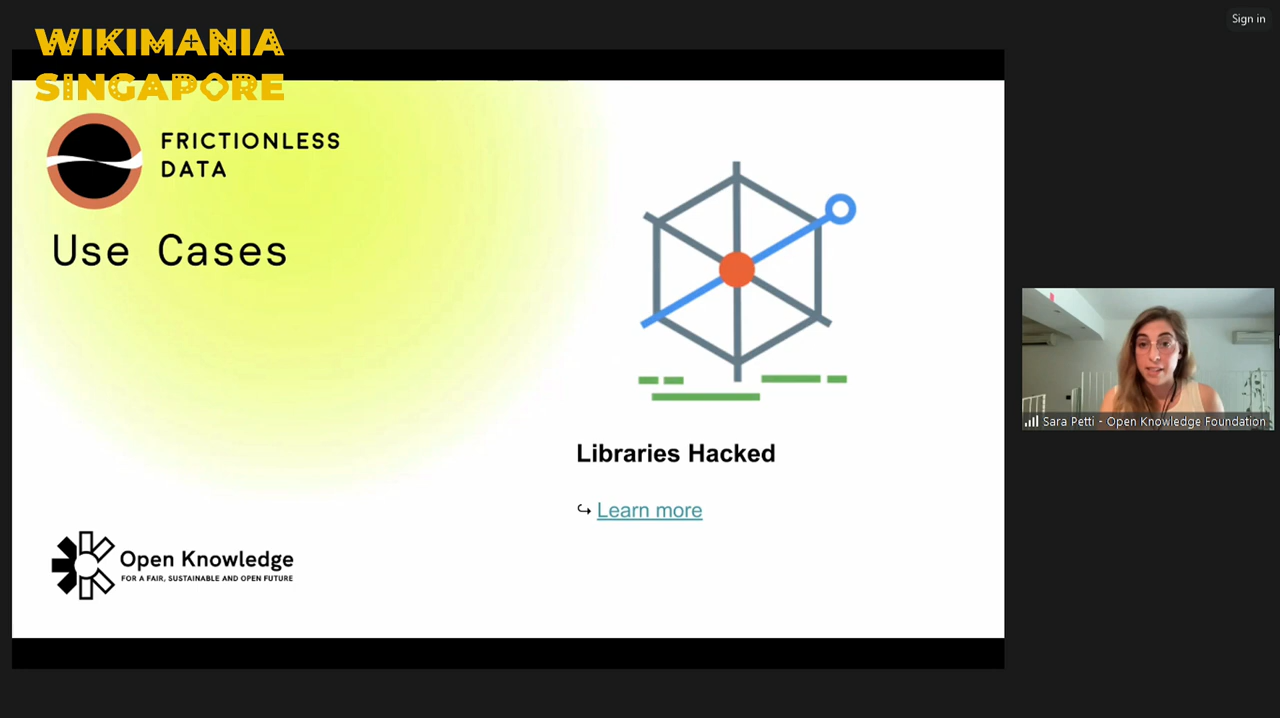 Sign in
WIKIMANIA
SINGAPORE
FRICTIONLESS
DATA
Use Cases
Libraries Hacked
↪ Learn more
Open Knowledge
FOR A FAIR, SUSTAINABLE AND OPEN FUTURE
Sara Petti - Open Knowledge Foundation